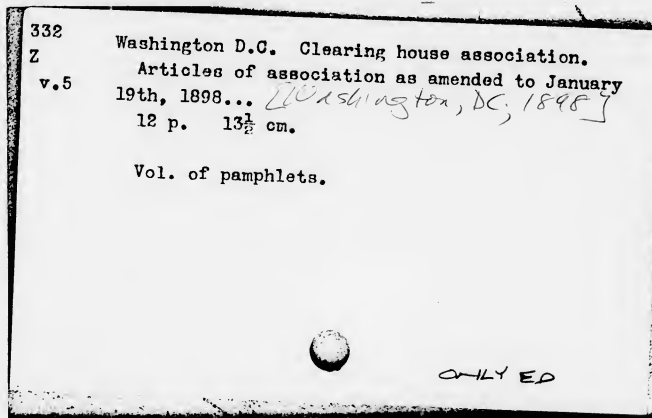 332
Z
v.5
Washington D.C. Clearing house association.
Articles of association as amended to January
19th, 1898... [Washington, DC, 1898]
12 p. 13½ cm.
Vol. of pamphlets.
ONLY ED